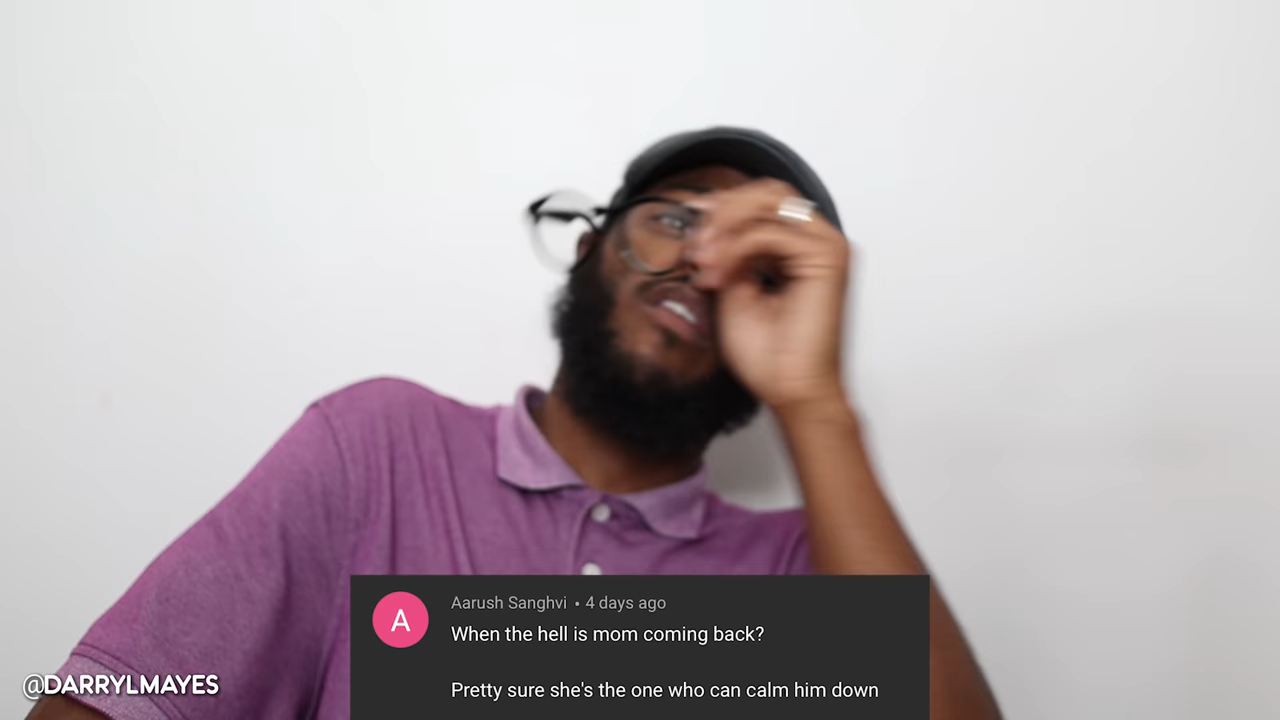 Aarush Sanghvi • 4 days ago
A
When the hell is mom coming back?
Pretty sure she's the one who can calm him down
@DARRYLMAYES